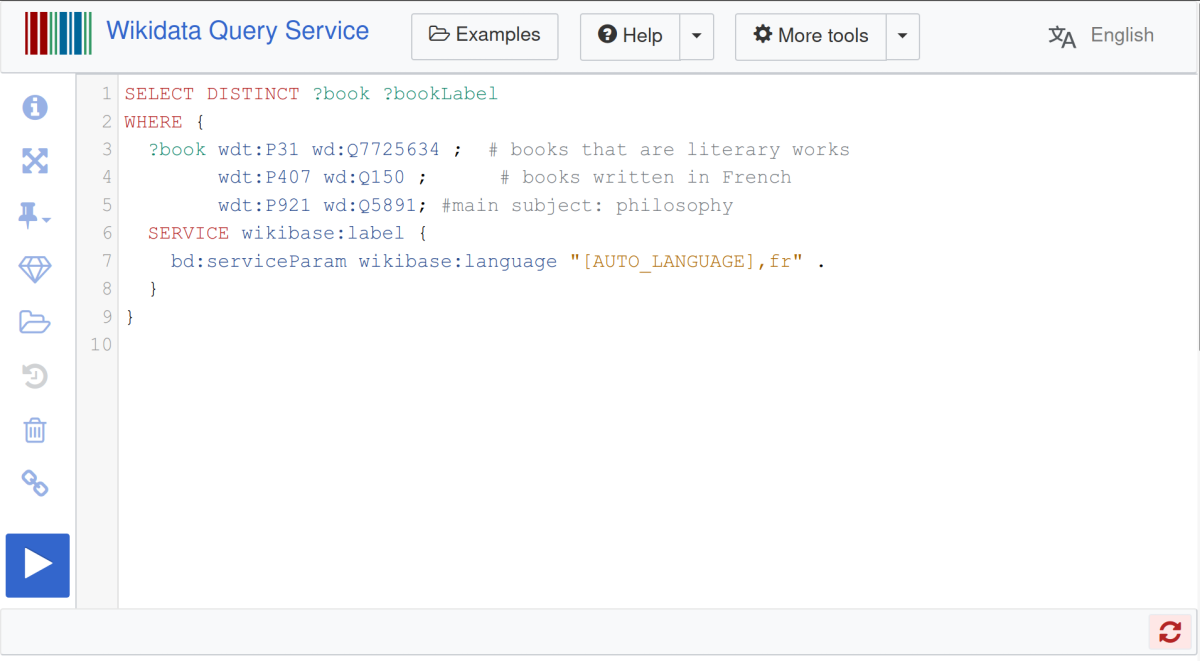 Wikidata Query Service
Examples
Help
More tools
English
1 SELECT DISTINCT ?book ?bookLabel
2 WHERE {
3 ?book wdt:P31 wd:Q7725634 ; # books that are literary works
4 wdt:P407 wd:Q150 ; # books written in French
5 wdt:P921 wd:Q5891; #main subject: philosophy
6 SERVICE wikibase:label {
7 bd:serviceParam wikibase:language "[AUTO_LANGUAGE],fr" .
8 }
9 }
10